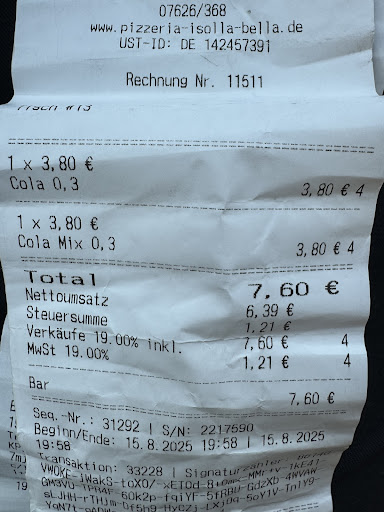 07626/368
www.pizzeria-isolla-bella.de
UST-ID: DE 142457391
Rechnung Nr. 11511
1 x 3,80 €
Cola 0,3 3,80 € 4
1 x 3,80 €
Cola Mix 0,3 3,80 € 4
Total 7,60 €
Nettoumsatz 6,39 €
Steuersumme 1,21 €
Verkäufe 19.00% inkl. 7,60 € 4
MwSt 19.00% 1,21 € 4
Bar 7,60 €
Seq.-Nr.: 31292 | S/N: 2217590
Beginn/Ende: 15.8.2025 19:58 | 15.8.2025
19:58
Transaktion: 33228 |